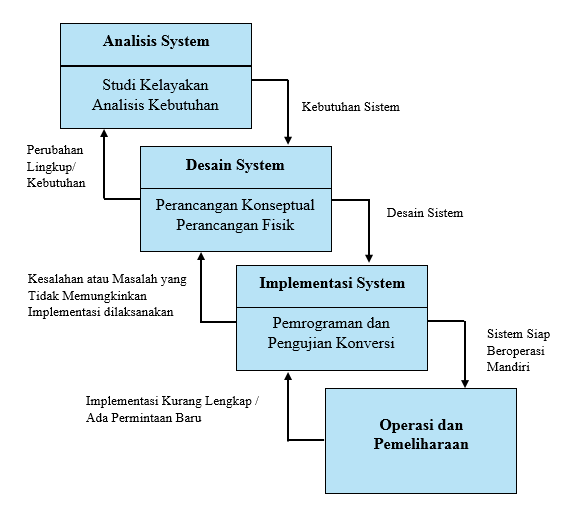 Analisis System
Studi Kelayakan
Analisis Kebutuhan
Kebutuhan Sistem
Perubahan
Lingkup/
Kebutuhan
Desain System
Perancangan Konseptual
Perancangan Fisik
Desain Sistem
Kesalahan atau Masalah yang
Tidak Memungkinkan
Implementasi dilaksanakan
Implementasi System
Pemrograman dan
Pengujian Konversi
Sistem Siap
Beroperasi
Mandiri
Implementasi Kurang Lengkap /
Ada Permintaan Baru
Operasi dan
Pemeliharaan